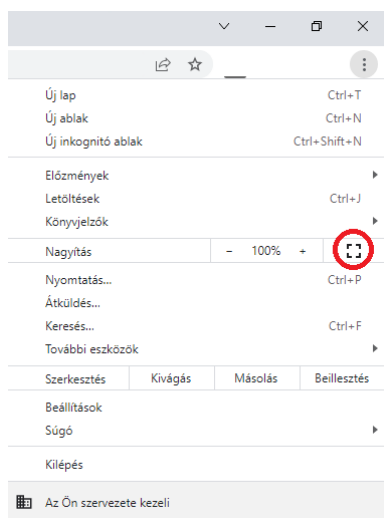 Új lap Ctrl+T
Új ablak Ctrl+N
Új inkognitó ablak Ctrl+Shift+N
Előzmények
Letöltések Ctrl+J
Könyvjelzők
Nagyítás - 100% +
Nyomtatás... Ctrl+P
Átküldés...
Keresés... Ctrl+F
További eszközök
Szerkesztés Kivágás Másolás Beillesztés
Beállítások
Súgó
Kilépés
Az Ön szervezete kezeli